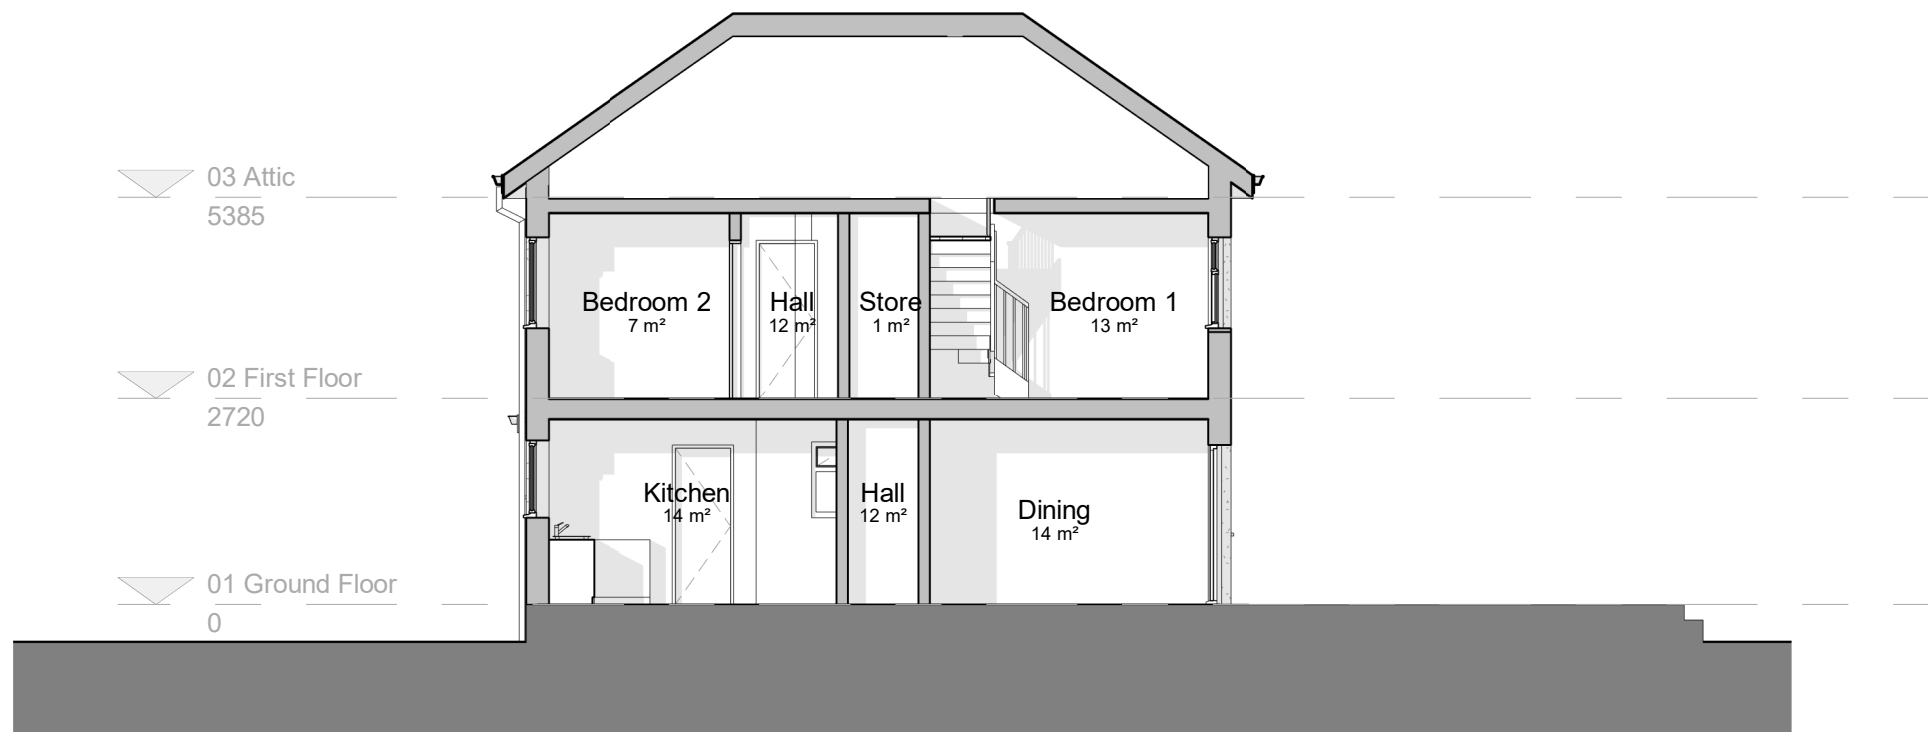 03 Attic
5385
Bedroom 2
7 m²
Hall
12 m²
Store
1 m²
Bedroom 1
13 m²
02 First Floor
2720
Kitchen
14 m²
Hall
12 m²
Dining
14 m²
01 Ground Floor
0